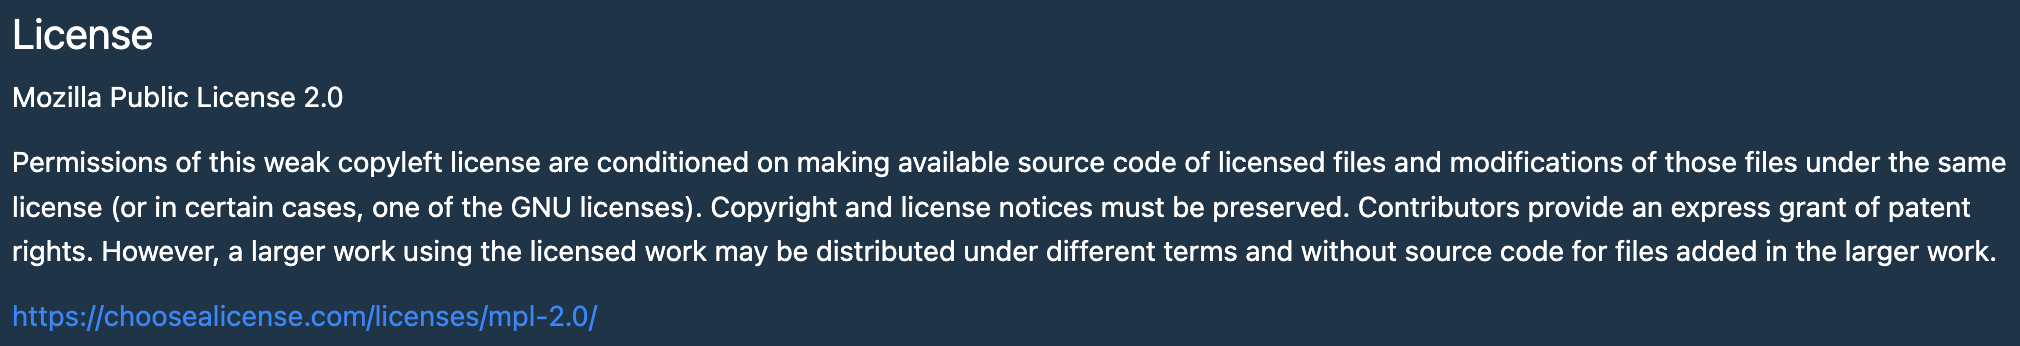 License
Mozilla Public License 2.0
Permissions of this weak copyleft license are conditioned on making available source code of licensed files and modifications of those files under the same
license (or in certain cases, one of the GNU licenses). Copyright and license notices must be preserved. Contributors provide an express grant of patent
rights. However, a larger work using the licensed work may be distributed under different terms and without source code for files added in the larger work.
https://choosealicense.com/licenses/mpl-2.0/